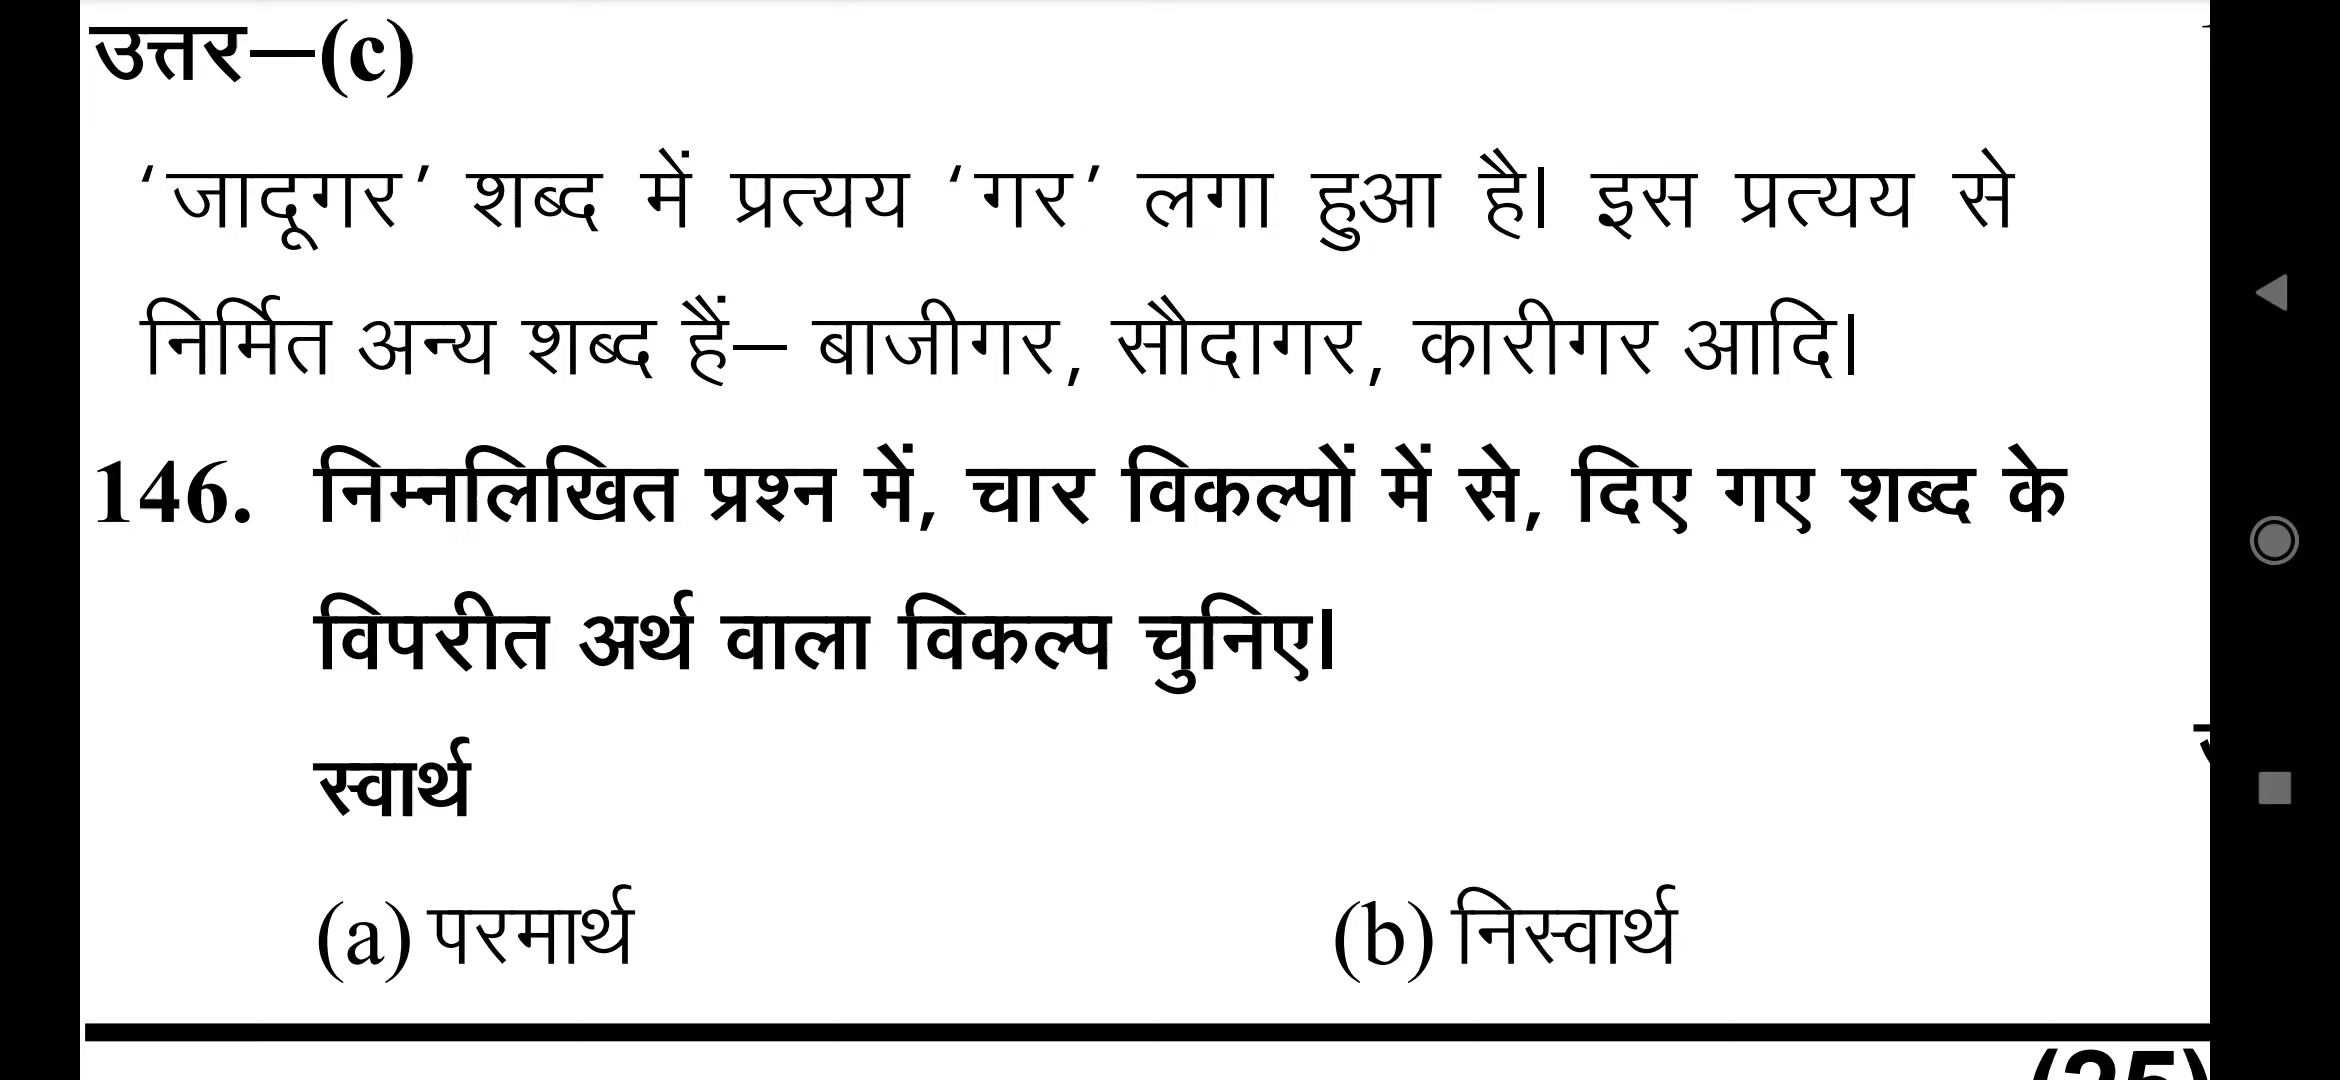 उत्तर—(c)
‘जादूगर’ शब्द में प्रत्यय ‘गर’ लगा हुआ है। इस प्रत्यय से
निर्मित अन्य शब्द हैं— बाजीगर, सौदागर, कारीगर आदि।
146. निम्नलिखित प्रश्न में, चार विकल्पों में से, दिए गए शब्द के
विपरीत अर्थ वाला विकल्प चुनिए।
स्वार्थ
(a) परमार्थ (b) निस्वार्थ